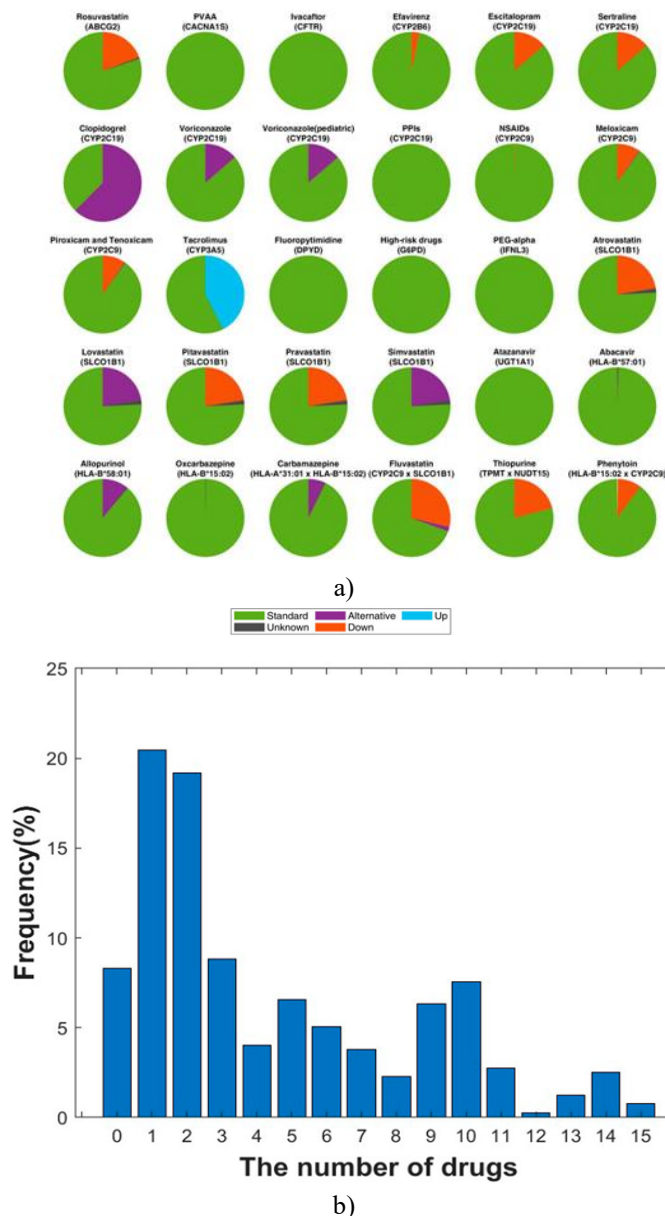 Rosuvastatin PVAA Ivacaftor Efavirenz Escitalopram Sertraline
(ABCG2) (CACNA1S) (CFTR) (CYP2B6) (CYP2C19) (CYP2C19)
Clopidogrel Voriconazole Voriconazole(pediatric) PPIs NSAIDs Meloxicam
(CYP2C19) (CYP2C19) (CYP2C19) (CYP2C19) (CYP2C9) (CYP2C9)
Piroxicam and Tenoxicam Tacrolimus Fluoropytimidine High-risk drugs PEG-alpha Atrovastatin
(CYP2C9) (CYP3A5) (DPYD) (G6PD) (IFNL3) (SLCO1B1)
Lovastatin Pitavastatin Pravastatin Simvastatin Atazanavir Abacavir
(SLCO1B1) (SLCO1B1) (SLCO1B1) (SLCO1B1) (UGT1A1) (HLA-B*57:01)
Allopurinol Oxcarbazepine Carbamazepine Fluvastatin Thiopurine Phenytoin
(HLA-B*58:01) (HLA-B*15:02) (HLA-A*31:01 x HLA-B*15:02) (CYP2C9 x SLCO1B1) (TPMT x NUDT15) (HLA-B*15:02 x CYP2C9)
a)
Standard Alternative Up
Unknown Down
25
20
15
10
5
0
Frequency(%)
0 1 2 3 4 5 6 7 8 9 10 11 12 13 14 15
The number of drugs
b)